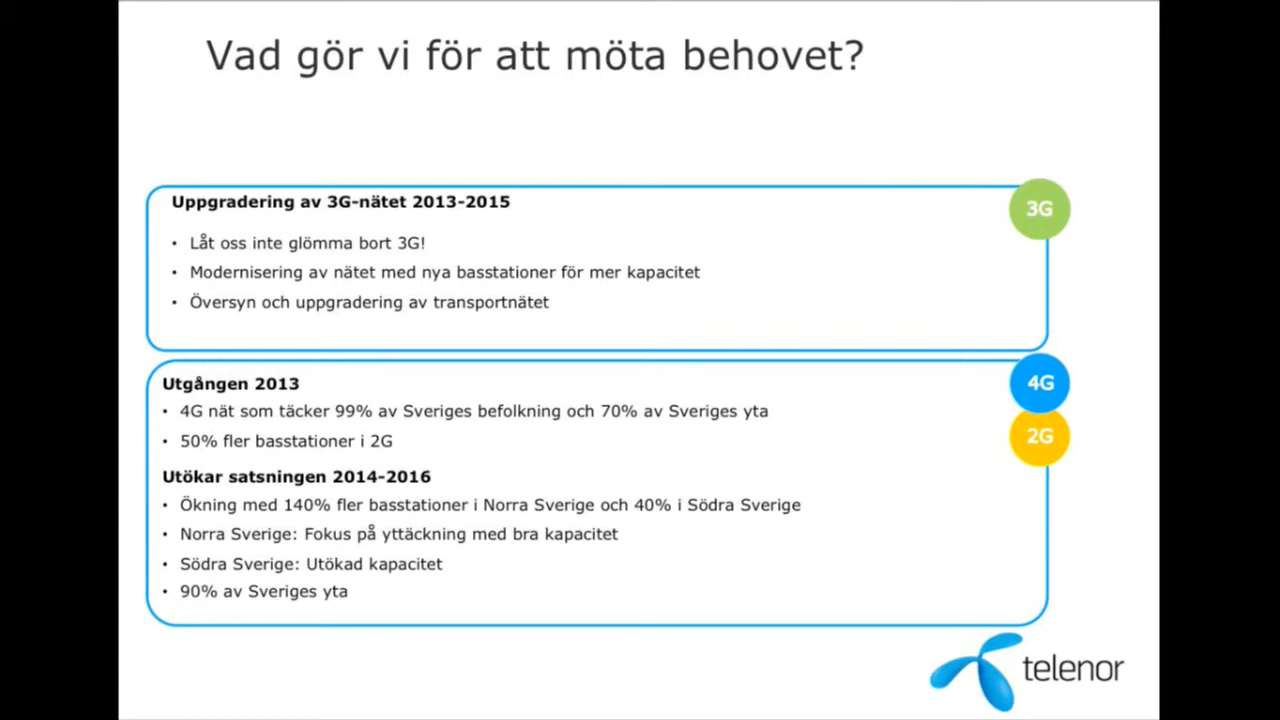 Vad gör vi för att möta behovet?
Uppgradering av 3G-nätet 2013-2015
3G
• Låt oss inte glömma bort 3G!
• Modernisering av nätet med nya basstationer för mer kapacitet
• Översyn och uppgradering av transportnätet
Utgången 2013
4G
• 4G nät som täcker 99% av Sveriges befolkning och 70% av Sveriges yta
• 50% fler basstationer i 2G
2G
Utökar satsningen 2014-2016
• Ökning med 140% fler basstationer i Norra Sverige och 40% i Södra Sverige
• Norra Sverige: Fokus på yttäckning med bra kapacitet
• Södra Sverige: Utökad kapacitet
• 90% av Sveriges yta
telenor